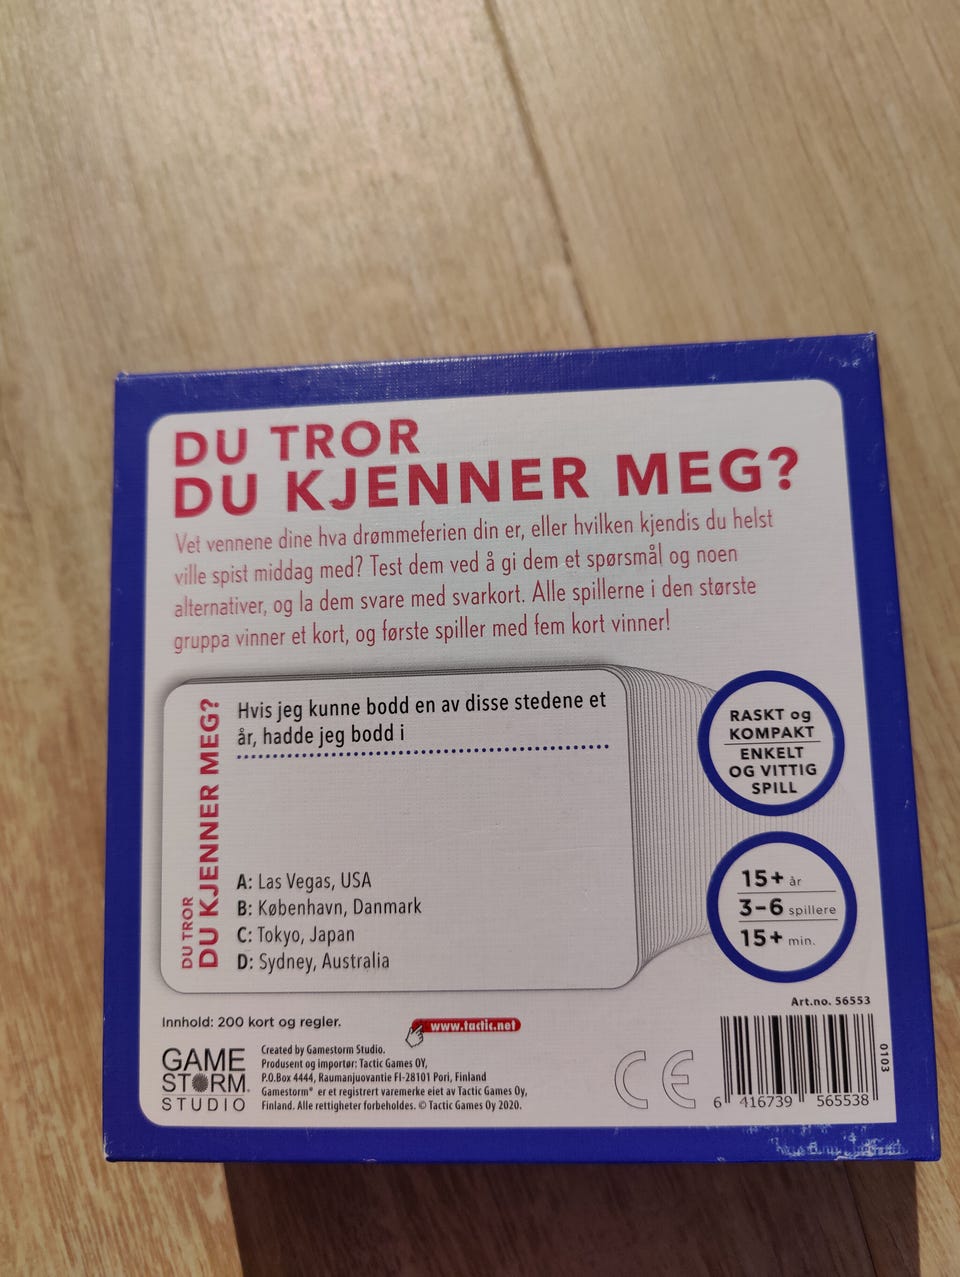 DU TROR
DU KJENNER MEG?
Vet vennene dine hva drømmeferien din er, eller hvilken kjendis du helst
ville spist middag med? Test dem ved å gi dem et spørsmål og noen
alternativer, og la dem svare med svarkort. Alle spillerne i den største
gruppa vinner et kort, og første spiller med fem kort vinner!
DU TROR
DU KJENNER MEG?
Hvis jeg kunne bodd en av disse stedene et
år, hadde jeg bodd i
A: Las Vegas, USA
B: København, Danmark
C: Tokyo, Japan
D: Sydney, Australia
RASKT og
KOMPAKT
ENKELT
OG VITTIG
SPILL
15+ år
3-6 spillere
15+ min.
Art.no. 56553
Innhold: 200 kort og regler.
www.tactic.net
GAME
STORM®
STUDIO
Created by Gamestorm Studio.
Produsent og importør: Tactic Games OY,
P.O.Box 4444, Raumanjuovantie FI-28101 Pori, Finland
Gamestorm® er et registrert varemerke eiet av Tactic Games Oy,
Finland. Alle rettigheter forbeholdes. © Tactic Games Oy 2020.
CE
6 416739 565538
0103